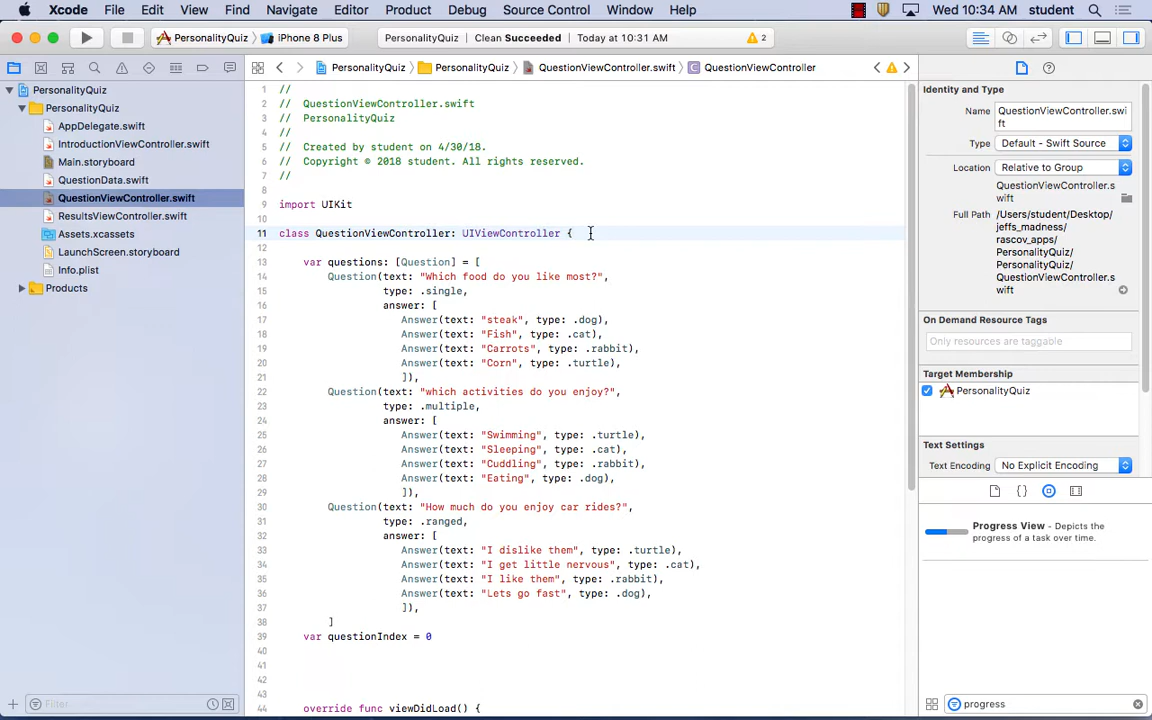 Xcode File Edit View Find Navigate Editor Product Debug Source Control Window Help Wed 10:34 AM student
PersonalityQuiz iPhone 8 Plus PersonalityQuiz Clean Succeeded Today at 10:31 AM 2
PersonalityQuiz PersonalityQuiz QuestionViewController.swift C QuestionViewController
PersonalityQuiz
PersonalityQuiz
AppDelegate.swift
IntroductionViewController.swift
Main.storyboard
QuestionData.swift
QuestionViewController.swift
ResultsViewController.swift
Assets.xcassets
LaunchScreen.storyboard
Info.plist
Products
Filter
1 //
2 // QuestionViewController.swift
3 // PersonalityQuiz
4 //
5 // Created by student on 4/30/18.
6 // Copyright © 2018 student. All rights reserved.
7 //
8
9 import UIKit
10
11 class QuestionViewController: UIViewController {
12
13 var questions: [Question] = [
14 Question(text: "Which food do you like most?",
15 type: .single,
16 answer: [
17 Answer(text: "steak", type: .dog),
18 Answer(text: "Fish", type: .cat),
19 Answer(text: "Carrots", type: .rabbit),
20 Answer(text: "Corn", type: .turtle),
21 ]),
22 Question(text: "which activities do you enjoy?",
23 type: .multiple,
24 answer: [
25 Answer(text: "Swimming", type: .turtle),
26 Answer(text: "Sleeping", type: .cat),
27 Answer(text: "Cuddling", type: .rabbit),
28 Answer(text: "Eating", type: .dog),
29 ]),
30 Question(text: "How much do you enjoy car rides?",
31 type: .ranged,
32 answer: [
33 Answer(text: "I dislike them", type: .turtle),
34 Answer(text: "I get little nervous", type: .cat),
35 Answer(text: "I like them", type: .rabbit),
36 Answer(text: "Lets go fast", type: .dog),
37 ]),
38 ]
39 var questionIndex = 0
40
41
42
43
44 override func viewDidLoad() {
Identity and Type
Name QuestionViewController.swi
ft
Type Default - Swift Source
Location Relative to Group
QuestionViewController.s
wift
Full Path /Users/student/Desktop/
jeffs_madness/
rascov_apps/
PersonalityQuiz/
PersonalityQuiz/
QuestionViewController.s
wift
On Demand Resource Tags
Only resources are taggable
Target Membership
PersonalityQuiz
Text Settings
Text Encoding No Explicit Encoding
Progress View - Depicts the
progress of a task over time.
progress